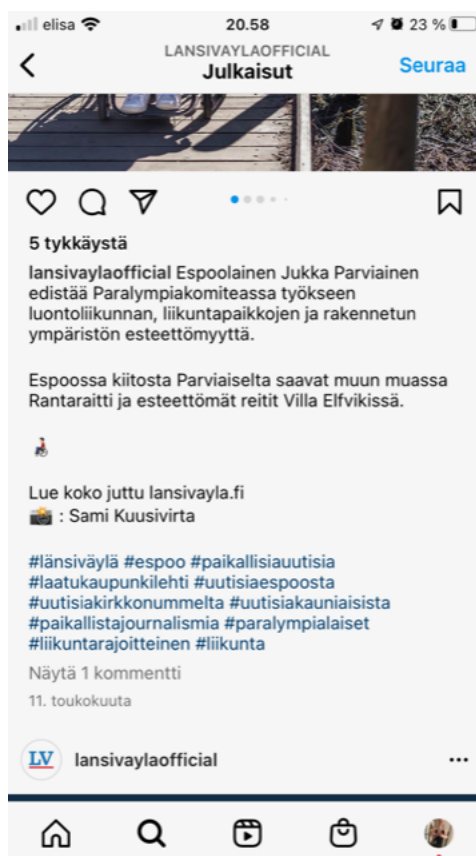 elisa 20.58 23 %
LANSIVAYLAOFFICIAL
Julkaisut Seuraa
5 tykkäystä
lansivaylaofficial Espoolainen Jukka Parviainen
edistää Paralympiakomiteassa työkseen
luontoliikunnan, liikuntapaikkojen ja rakennetun
ympäristön esteettömyyttä.
Espoossa kiitosta Parviaiselta saavat muun muassa
Rantaraitti ja esteettömät reitit Villa Elfvikissä.
Lue koko juttu lansivayla.fi
: Sami Kuusivirta
#länsiväylä #espoo #paikallisiauutisia
#laatukaupunkilehti #uutisiaespoosta
#uutisiakirkkonummelta #uutisiakauniaisista
#paikallistajournalismia #paralympialaiset
#liikuntarajoitteinen #liikunta
Näytä 1 kommentti
11. toukokuuta
LV lansivaylaofficial